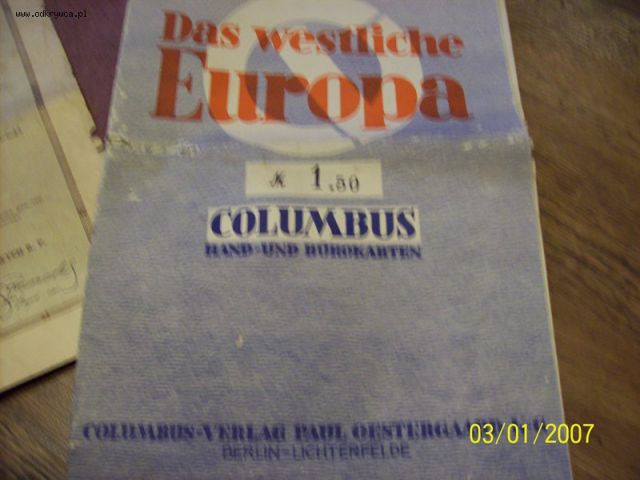 www.odkrywca.pl
Das westliche
Europa
1.50
COLUMBUS
HAND-UND BÜROKARTEN
COLUMBUS-VERLAG PAUL OESTERGAARD K.G.
BERLIN-LICHTERFELDE
03/01/2007